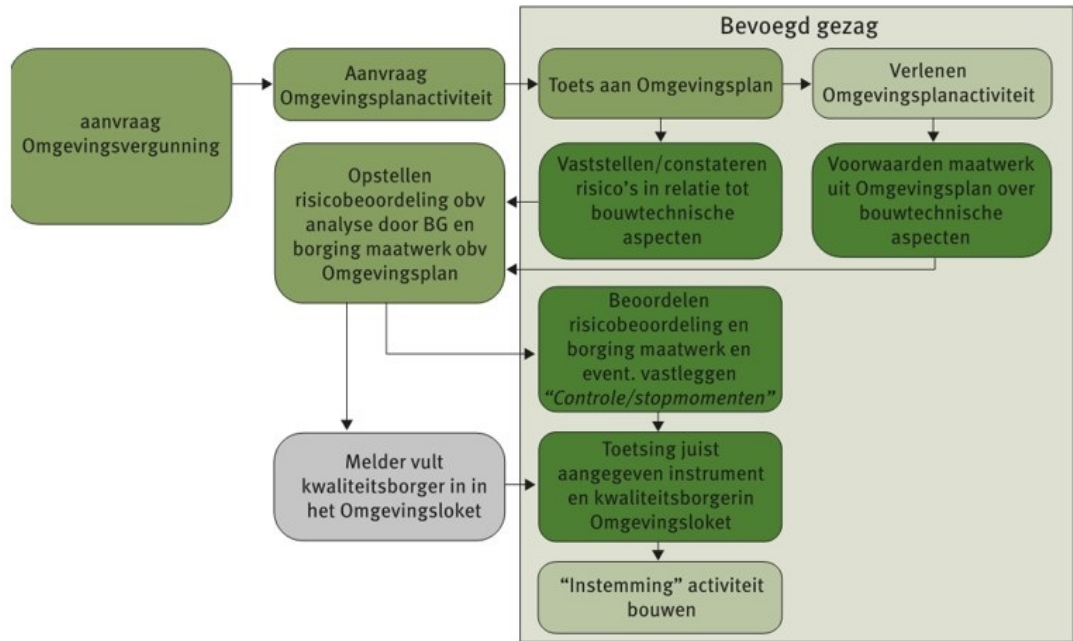 Bevoegd gezag
aanvraag
Omgevingsvergunning
Aanvraag
Omgevingsplanactiviteit
Toets aan Omgevingsplan
Verlenen
Omgevingsplanactiviteit
Opstellen
risicobeoordeling obv
analyse door BG en
borging maatwerk obv
Omgevingsplan
Vaststellen/constateren
risico's in relatie tot
bouwtechnische
aspecten
Voorwaarden maatwerk
uit Omgevingsplan over
bouwtechnische
aspecten
Beoordelen
risicobeoordeling en
borging maatwerk en
event. vastleggen
“Controle/stopmomenten”
Melder vult
kwaliteitsborger in in
het Omgevingsloket
Toetsing juist
aangegeven instrument
en kwaliteitsborgerin
Omgevingsloket
“Instemming” activiteit
bouwen